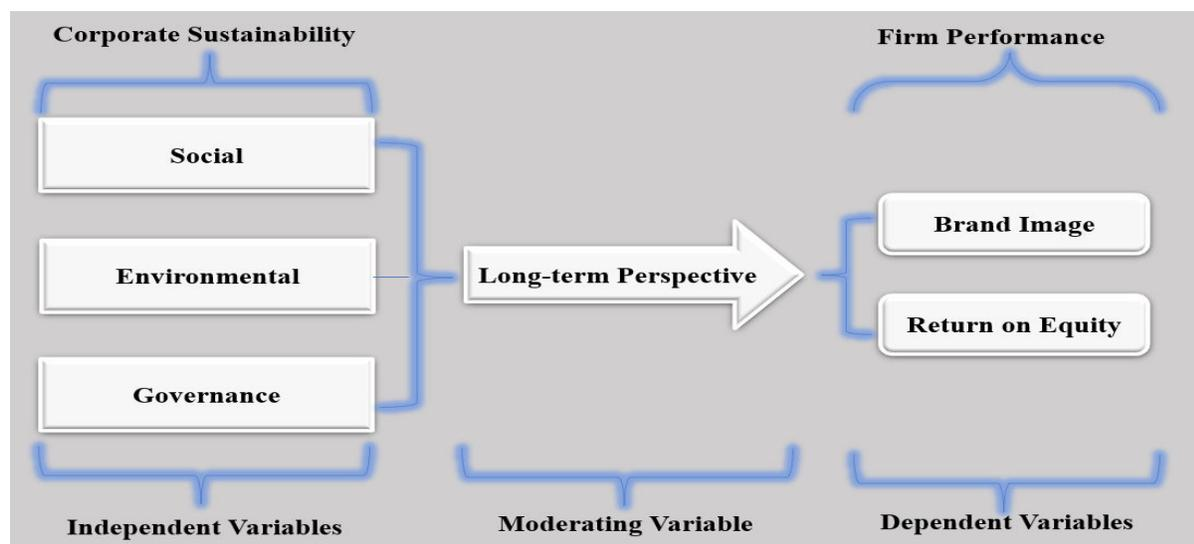 Corporate Sustainability
Firm Performance
Social
Environmental
Governance
Long-term Perspective
Brand Image
Return on Equity
Independent Variables
Moderating Variable
Dependent Variables